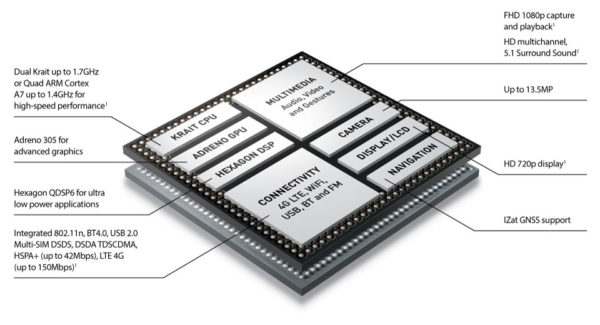 FHD 1080p capture
and playback¹
HD multichannel,
5.1 Surround Sound¹
Dual Krait up to 1.7GHz
or Quad ARM Cortex
A7 up to 1.4GHz for
high-speed performance¹
Up to 13.5MP
Adreno 305 for
advanced graphics
HD 720p display¹
Hexagon QDSP6 for ultra
low power applications
IZat GNSS support
Integrated 802.11n, BT4.0, USB 2.0
Multi-SIM DSDS, DSDA TDSCDMA,
HSPA+ (up to 42Mbps), LTE 4G
(up to 150Mbps)¹
MULTIMEDIA
Audio, Video
and Gestures
KRAIT CPU
ADRENO GPU
HEXAGON DSP
CAMERA
DISPLAY/LCD
NAVIGATION
CONNECTIVITY
4G LTE, WiFi,
USB, BT and FM